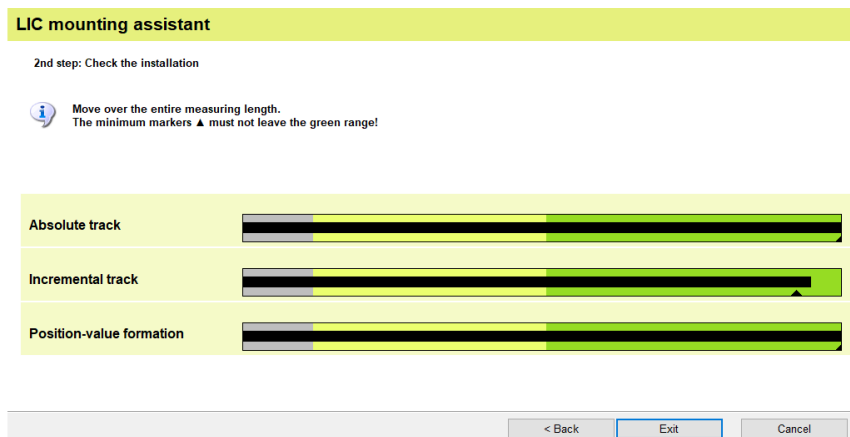 LIC mounting assistant
2nd step: Check the installation
Move over the entire measuring length.
The minimum markers ▲ must not leave the green range!
Absolute track
Incremental track
Position-value formation
< Back
Exit
Cancel